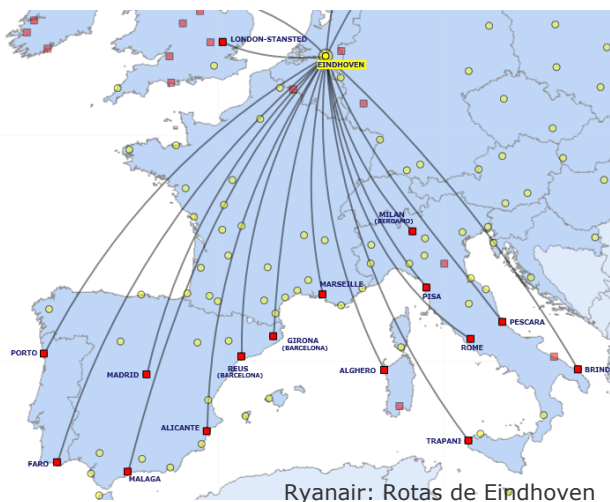 LONDON-STANSTED
EINDHOVEN
MILAN
(BERGAMO)
MARSEILLE
PISA
PESCARA
GIRONA
(BARCELONA)
ROME
PORTO
REUS
(BARCELONA)
MADRID
ALGHERO
BRIND
ALICANTE
TRAPANI
FARO
MALAGA
Ryanair: Rotas de Eindhoven